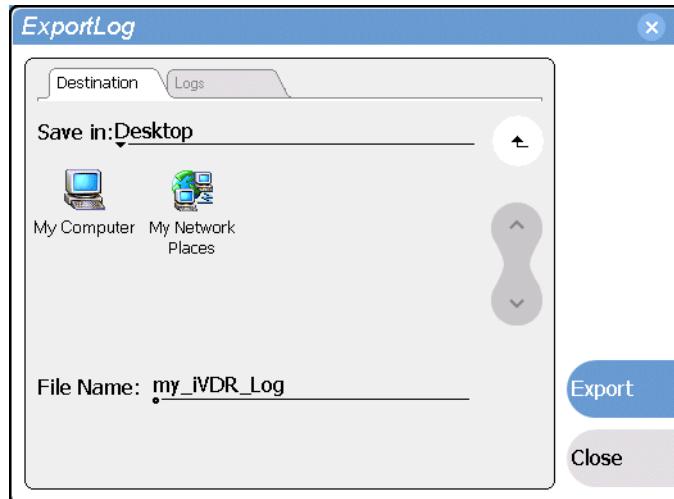 ExportLog
Destination
Logs
Save in: Desktop
My Computer
My Network
Places
File Name: my_iVDR_Log
Export
Close